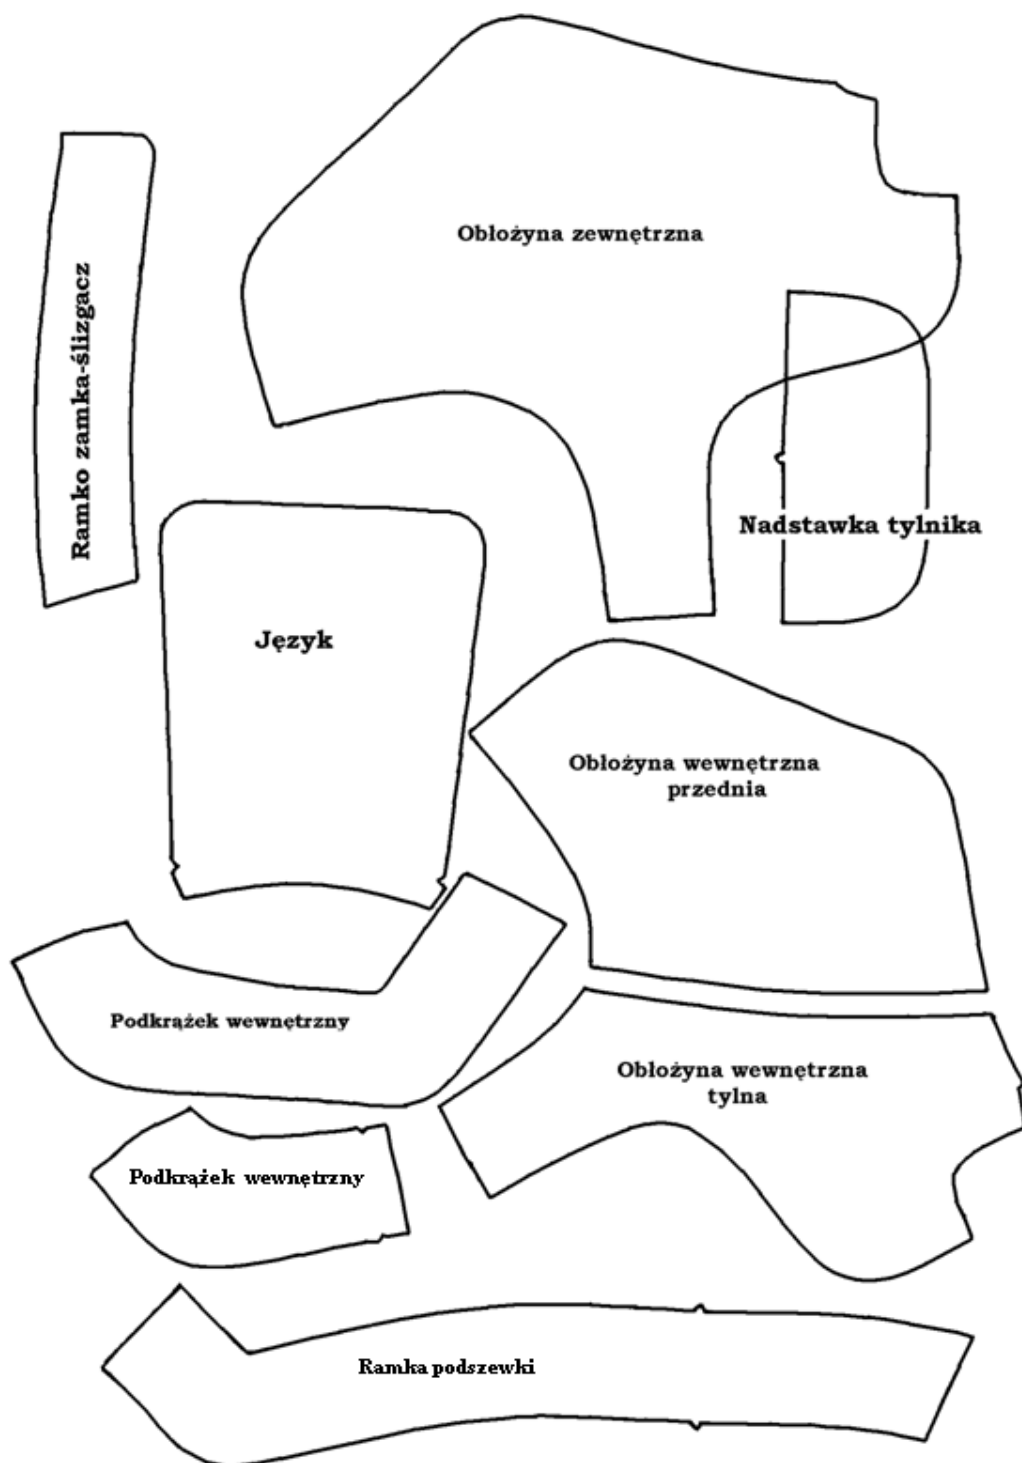 Obłożyna zewnętrzna
Ramko zamka-ślizgacz
Nadstawka tylnika
Język
Obłożyna wewnętrzna
przednia
Podkrążek wewnętrzny
Obłożyna wewnętrzna
tylna
Podkrążek wewnętrzny
Ramka podszewki